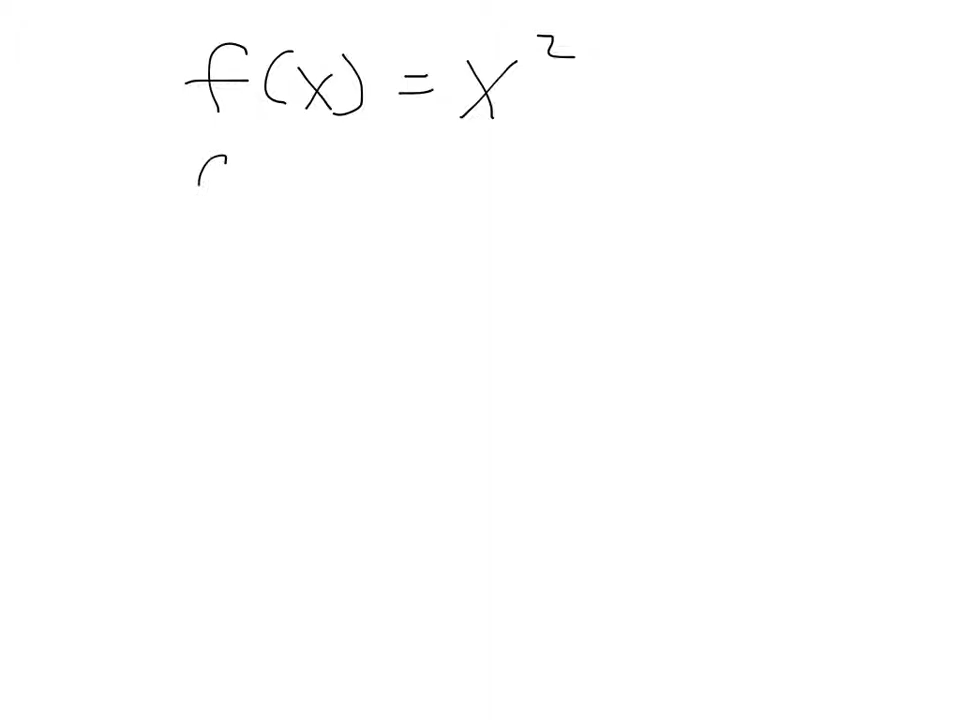 f(x) = x²